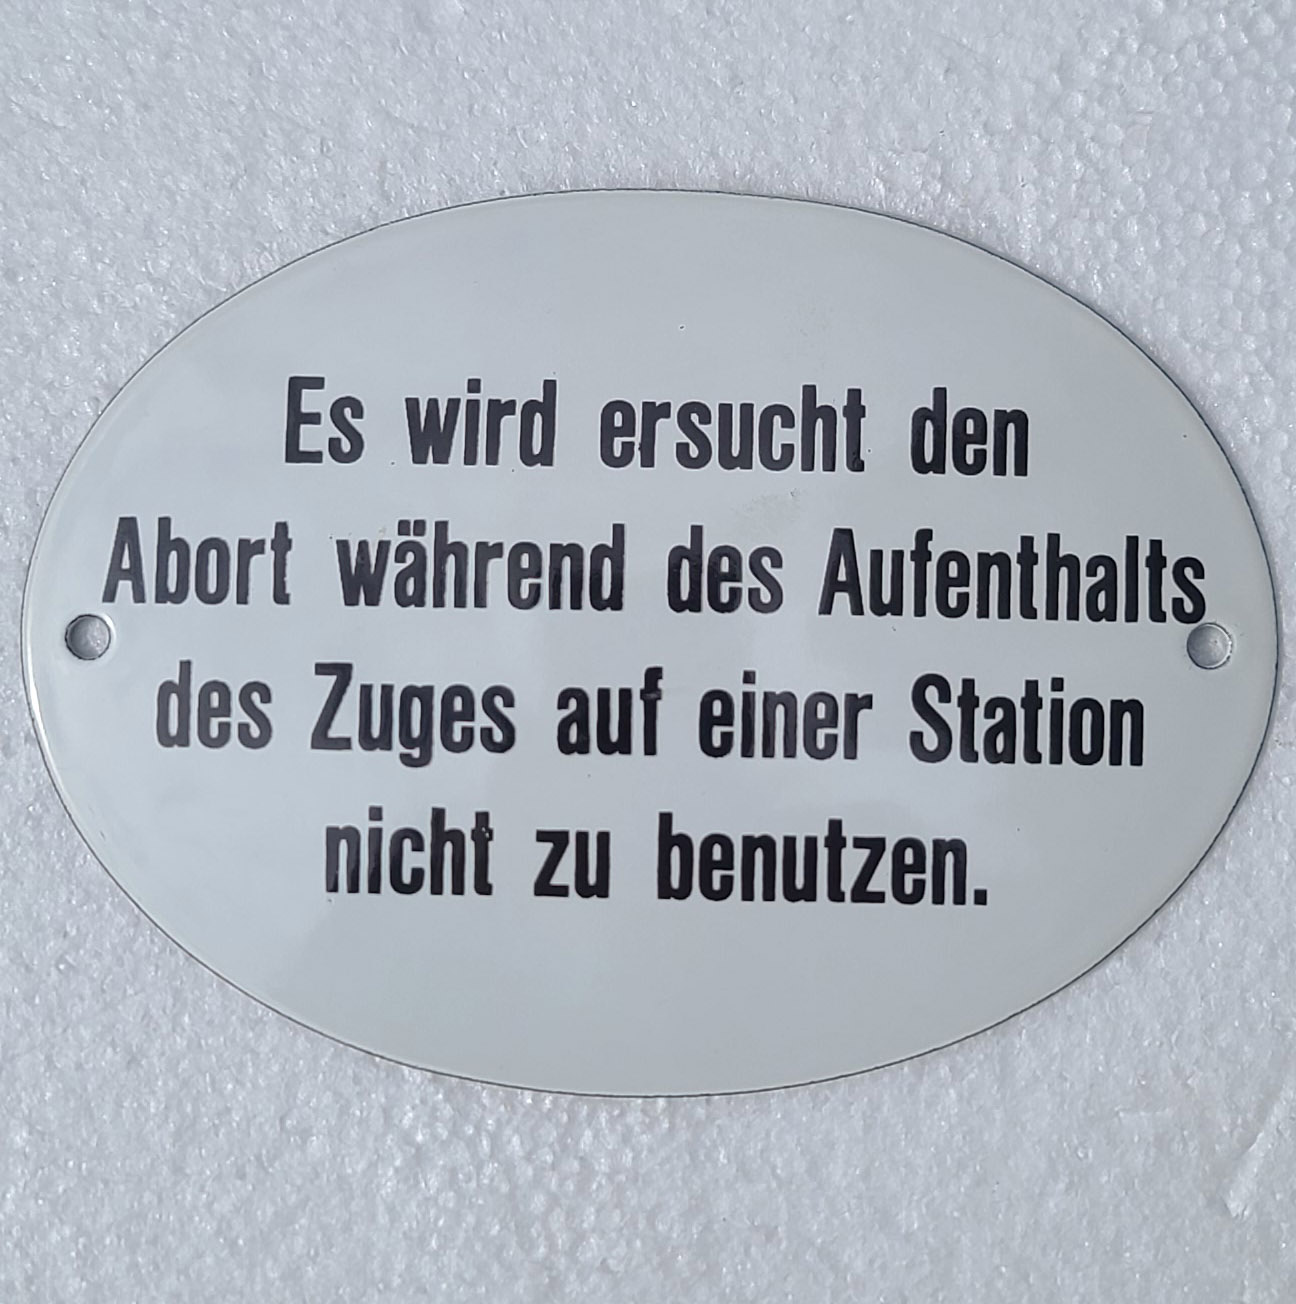 Es wird ersucht den
Abort während des Aufenthalts
des Zuges auf einer Station
nicht zu benutzen.